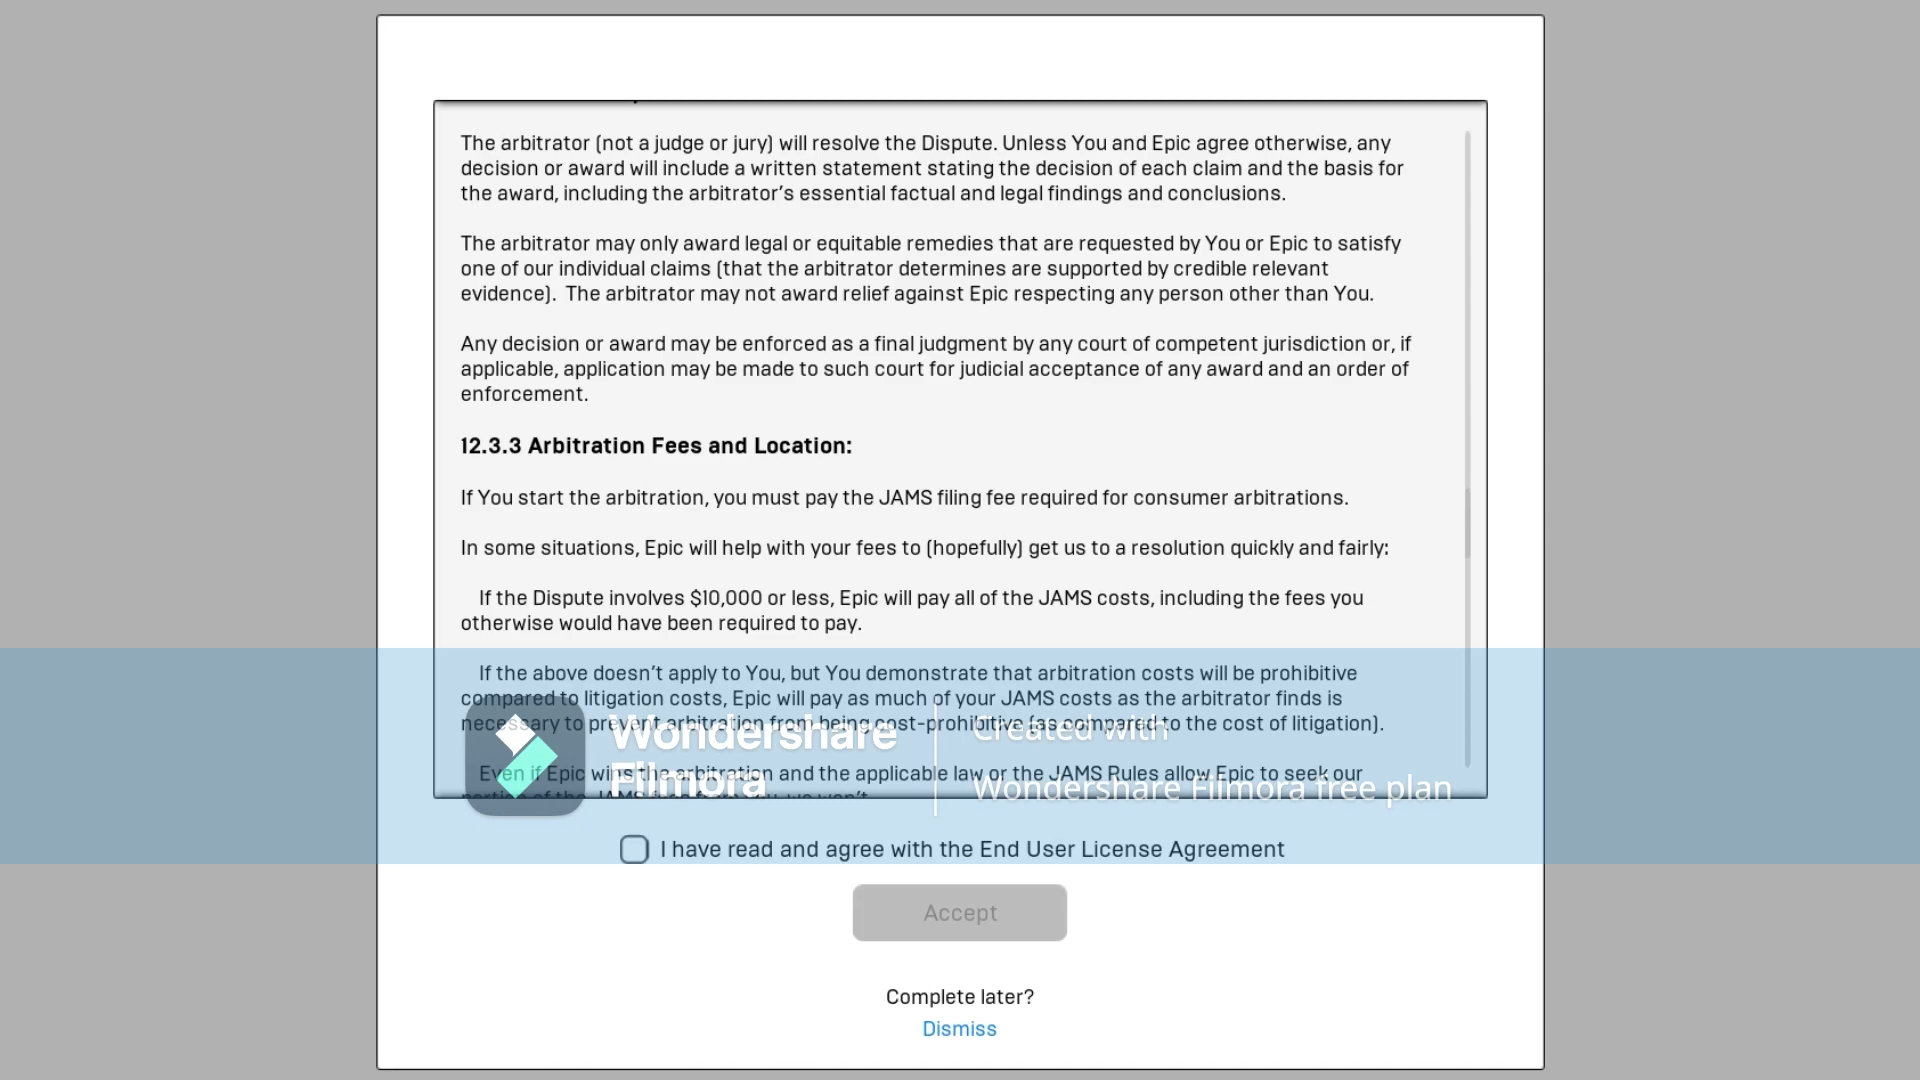 The arbitrator (not a judge or jury) will resolve the Dispute. Unless You and Epic agree otherwise, any
decision or award will include a written statement stating the decision of each claim and the basis for
the award, including the arbitrator's essential factual and legal findings and conclusions.
The arbitrator may only award legal or equitable remedies that are requested by You or Epic to satisfy
one of our individual claims (that the arbitrator determines are supported by credible relevant
evidence).  The arbitrator may not award relief against Epic respecting any person other than You.
Any decision or award may be enforced as a final judgment by any court of competent jurisdiction or, if
applicable, application may be made to such court for judicial acceptance of any award and an order of
enforcement.
12.3.3 Arbitration Fees and Location:
If You start the arbitration, you must pay the JAMS filing fee required for consumer arbitrations.
In some situations, Epic will help with your fees to (hopefully) get us to a resolution quickly and fairly:
If the Dispute involves $10,000 or less, Epic will pay all of the JAMS costs, including the fees you
otherwise would have been required to pay.
If the above doesn't apply to You, but You demonstrate that arbitration costs will be prohibitive
compared to litigation costs, Epic will pay as much of your JAMS costs as the arbitrator finds is
necessary to prevent arbitration from being cost-prohibitive (as compared to the cost of litigation).
Even if Epic wins the arbitration and the applicable law or the JAMS Rules allow Epic to seek our
portion of the JAMS fees from you, we won't.
Wondershare
Filmora
Created with
Wondershare Filmora free plan
I have read and agree with the End User License Agreement
Accept
Complete later?
Dismiss